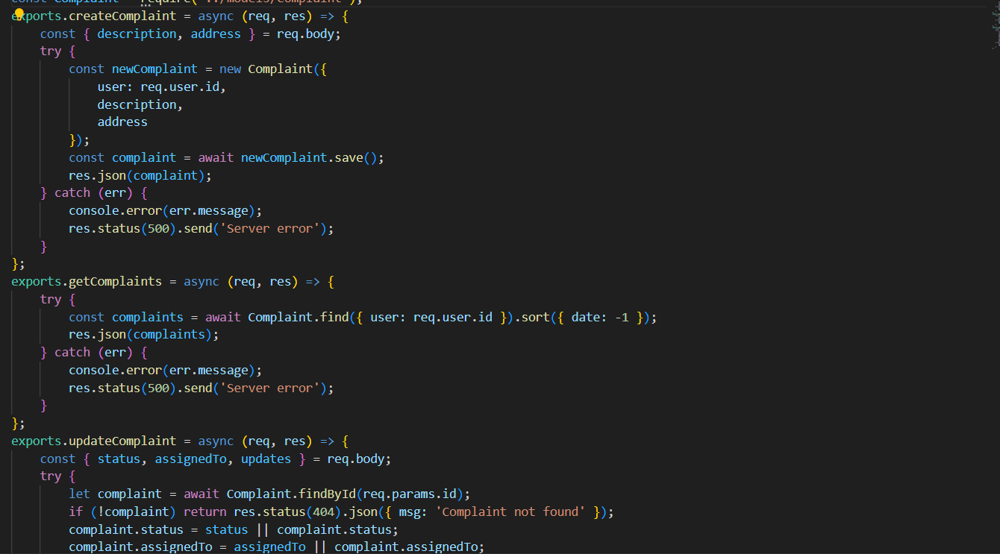 const Complaint = require('../models/Complaint');
exports.createComplaint = async (req, res) => {
    const { description, address } = req.body;
    try {
        const newComplaint = new Complaint({
            user: req.user.id,
            description,
            address
        });
        const complaint = await newComplaint.save();
        res.json(complaint);
    } catch (err) {
        console.error(err.message);
        res.status(500).send('Server error');
    }
};
exports.getComplaints = async (req, res) => {
    try {
        const complaints = await Complaint.find({ user: req.user.id }).sort({ date: -1 });
        res.json(complaints);
    } catch (err) {
        console.error(err.message);
        res.status(500).send('Server error');
    }
};
exports.updateComplaint = async (req, res) => {
    const { status, assignedTo, updates } = req.body;
    try {
        let complaint = await Complaint.findById(req.params.id);
        if (!complaint) return res.status(404).json({ msg: 'Complaint not found' });
        complaint.status = status || complaint.status;
        complaint.assignedTo = assignedTo || complaint.assignedTo;